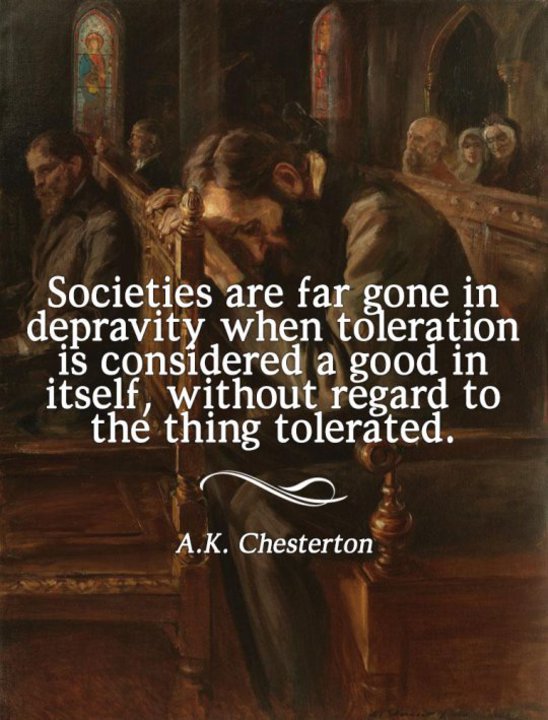 Societies are far gone in
depravity when toleration
is considered a good in
itself, without regard to
the thing tolerated.
A.K. Chesterton